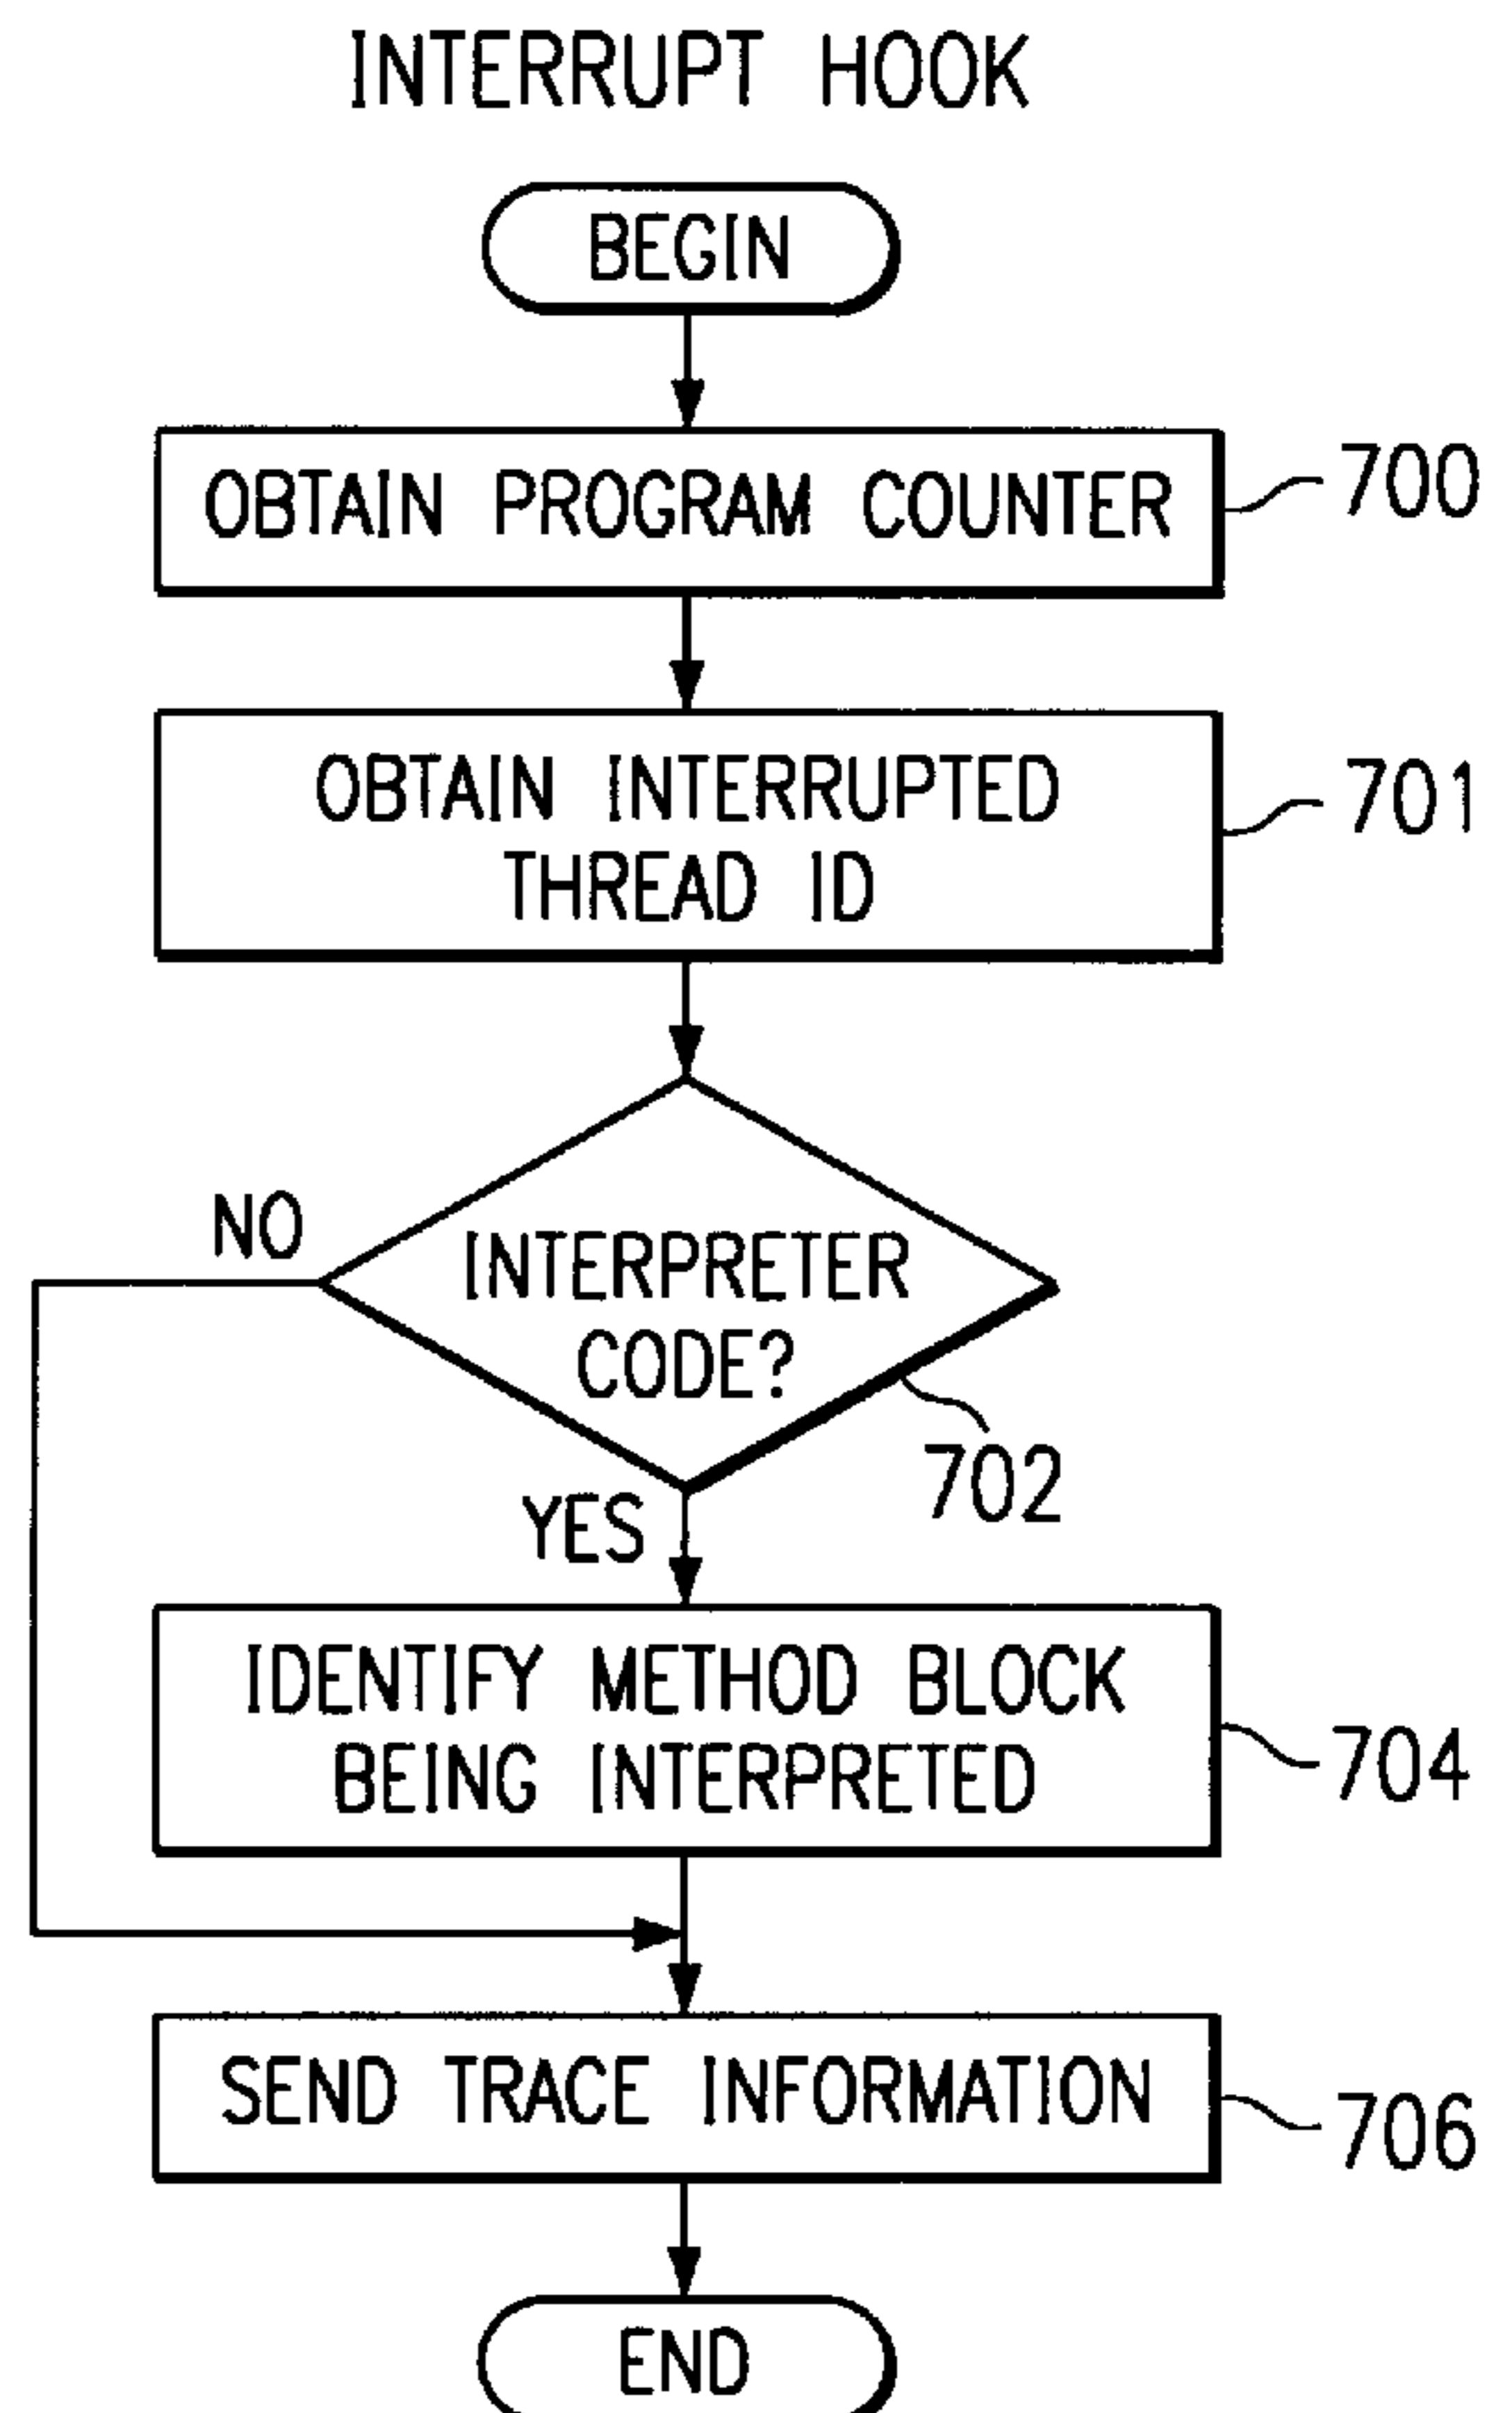 INTERRUPT HOOK
BEGIN
OBTAIN PROGRAM COUNTER
700
OBTAIN INTERRUPTED
THREAD ID
701
NO
INTERPRETER
CODE?
702
YES
IDENTIFY METHOD BLOCK
BEING INTERPRETED
704
SEND TRACE INFORMATION
706
END